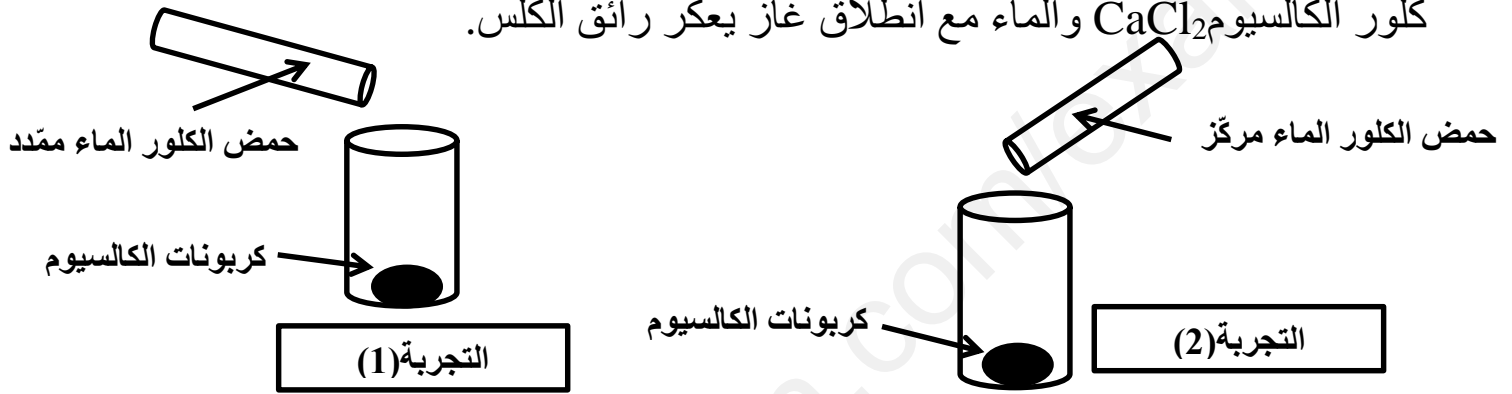 كلور الكالسيوم CaCl₂ والماء مع انطلاق غاز يعكر رائق الكلس.
حمض الكلور الماء مركّز
حمض الكلور الماء ممّدد
كربونات الكالسيوم
كربونات الكالسيوم
التجربة(2)
التجربة(1)